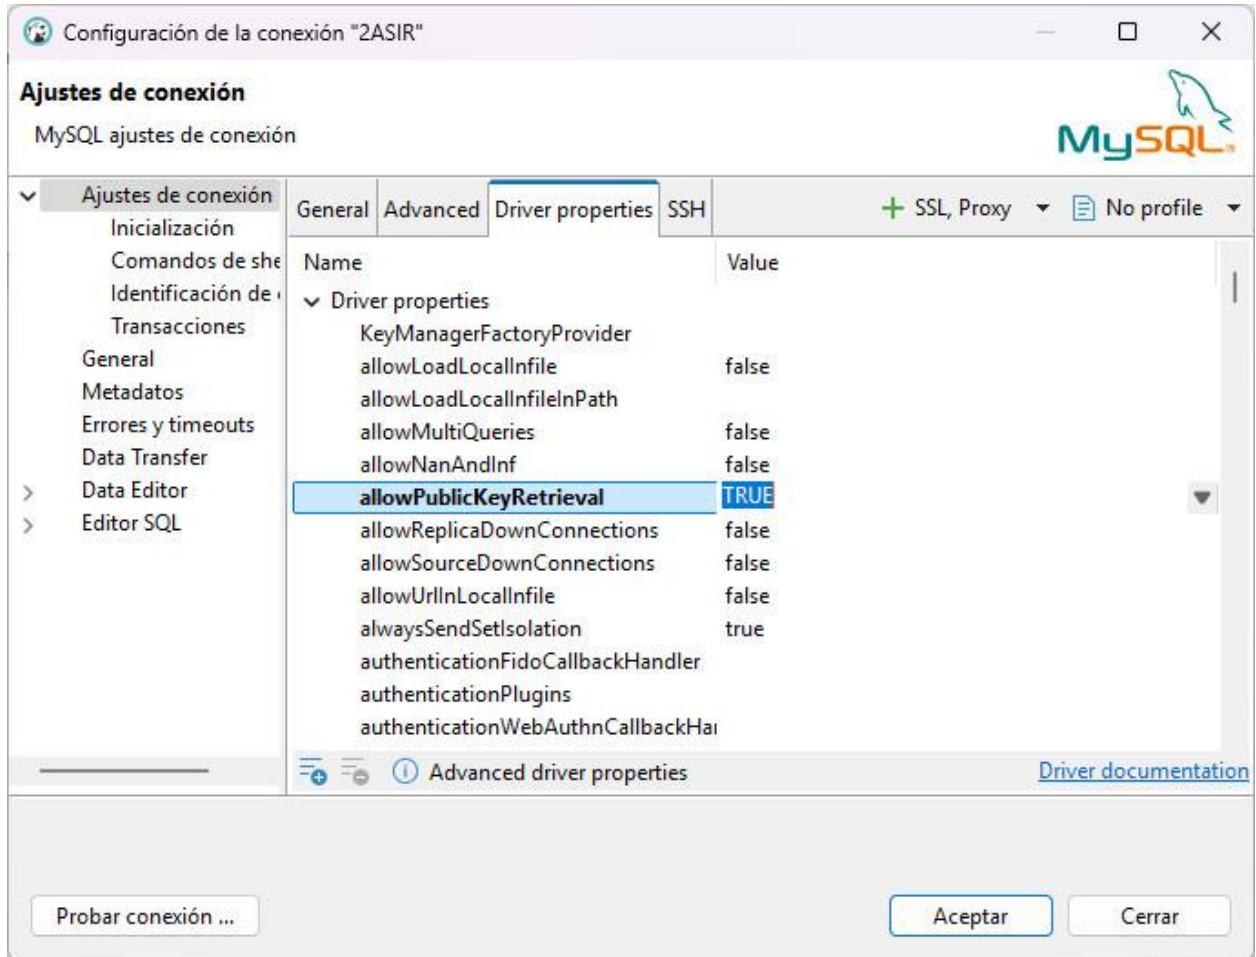 Configuración de la conexión "2ASIR"
Ajustes de conexión
MySQL ajustes de conexión
MySQL
Ajustes de conexión
Inicialización
Comandos de she
Identificación de
Transacciones
General
Metadatos
Errores y timeouts
Data Transfer
Data Editor
Editor SQL
General Advanced Driver properties SSH
SSL, Proxy
No profile
Name Value
Driver properties
KeyManagerFactoryProvider
allowLoadLocalInfile false
allowLoadLocalInfileInPath
allowMultiQueries false
allowNanAndInf false
allowPublicKeyRetrieval TRUE
allowReplicaDownConnections false
allowSourceDownConnections false
allowUrlInLocalInfile false
alwaysSendSetIsolation true
authenticationFidoCallbackHandler
authenticationPlugins
authenticationWebAuthnCallbackHa
Advanced driver properties
Driver documentation
Probar conexión ...
Aceptar
Cerrar